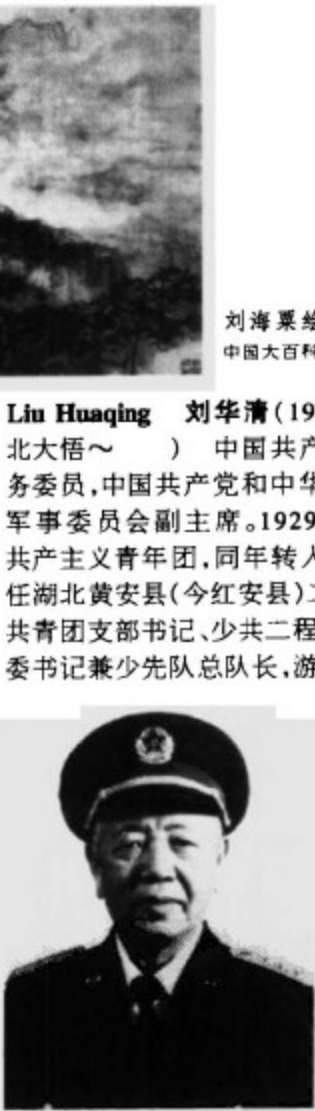 刘海粟绘
中国大百科
Liu Huaqing 刘华清(19
北大悟～ ) 中国共产
务委员,中国共产党和中华
军事委员会副主席。1929
共产主义青年团,同年转入
任湖北黄安县(今红安县)
共青团支部书记、少共二程
委书记兼少先队总队长,游